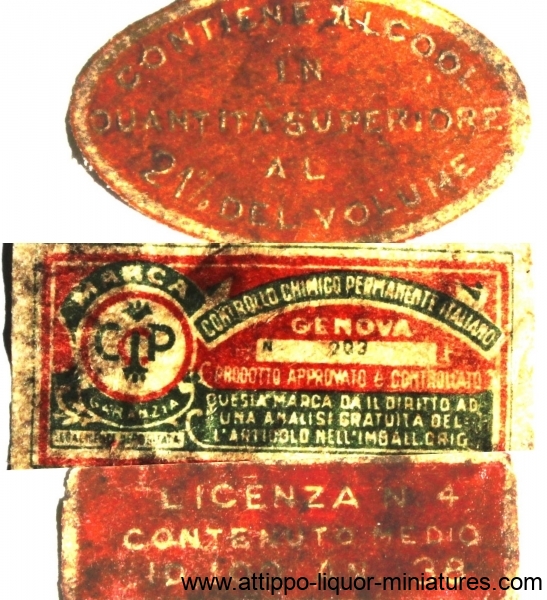 CONTIENE ALCOOL
IN
QUANTITÀ SUPERIORE
AL
21% DEL VOLUME
MARCA
GARANZIA
CONTROLLO CHIMICO PERMANENTE ITALIANO
GENOVA
N 203
PRODOTTO APPROVATO E CONTROLLATO
QUESTA MARCA DA IL DIRITTO AD
UNA ANALISI GRATUITA DEL
L'ARTICOLO NELL'IMBALL. ORIG.
LICENZA N. 4
CONTENUTO MEDIO
www.attippo-liquor-miniatures.com